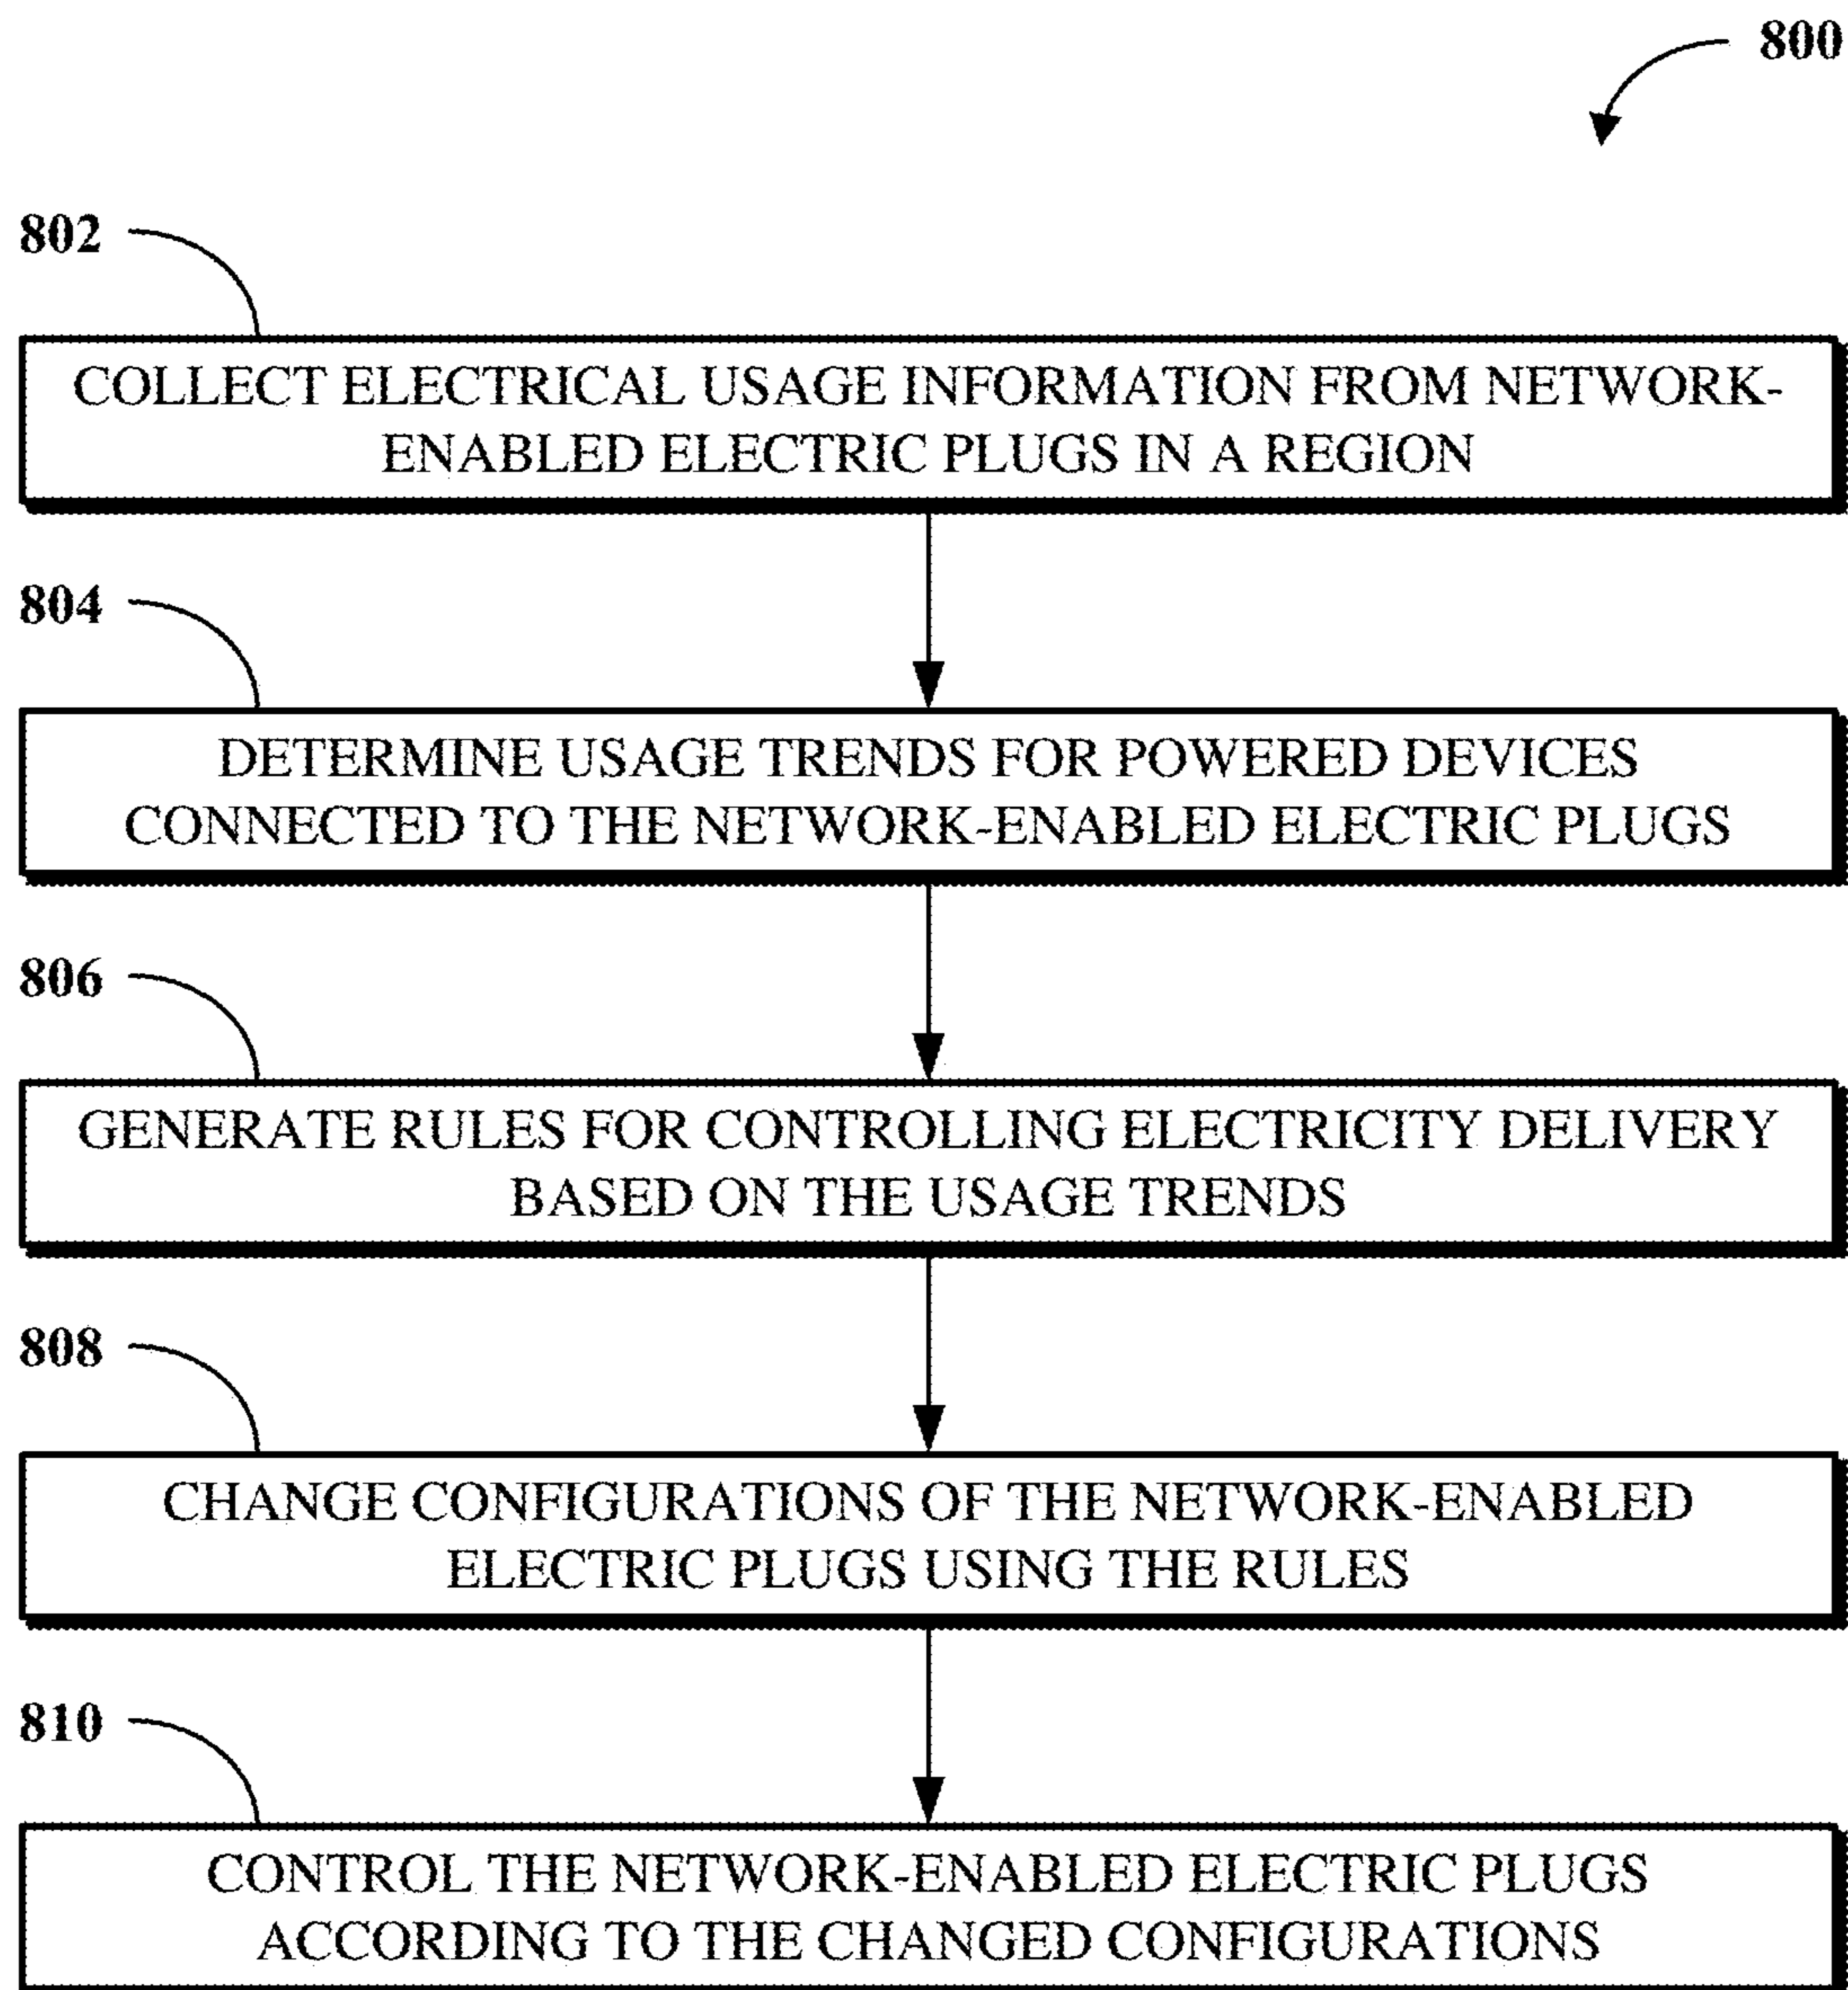 800
802
COLLECT ELECTRICAL USAGE INFORMATION FROM NETWORK-
ENABLED ELECTRIC PLUGS IN A REGION
804
DETERMINE USAGE TRENDS FOR POWERED DEVICES
CONNECTED TO THE NETWORK-ENABLED ELECTRIC PLUGS
806
GENERATE RULES FOR CONTROLLING ELECTRICITY DELIVERY
BASED ON THE USAGE TRENDS
808
CHANGE CONFIGURATIONS OF THE NETWORK-ENABLED
ELECTRIC PLUGS USING THE RULES
810
CONTROL THE NETWORK-ENABLED ELECTRIC PLUGS
ACCORDING TO THE CHANGED CONFIGURATIONS